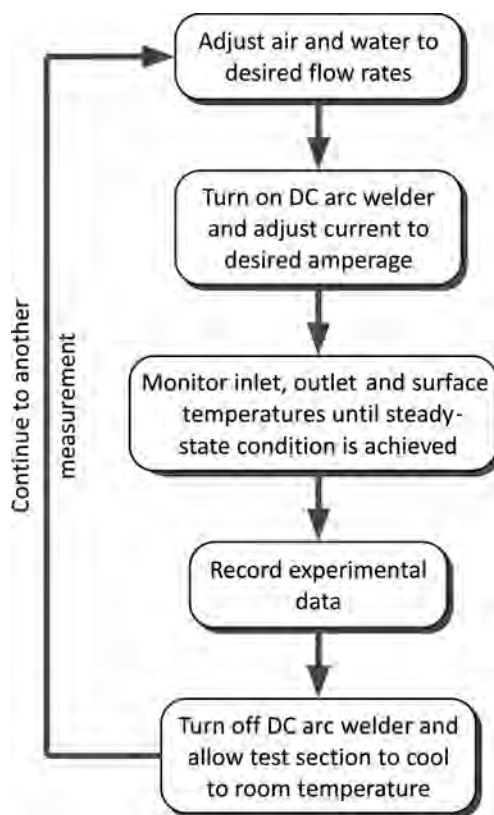 Adjust air and water to
desired flow rates
Turn on DC arc welder
and adjust current to
desired amperage
Monitor inlet, outlet and surface
temperatures until steady-
state condition is achieved
Record experimental
data
Turn off DC arc welder and
allow test section to cool
to room temperature
Continue to another
measurement